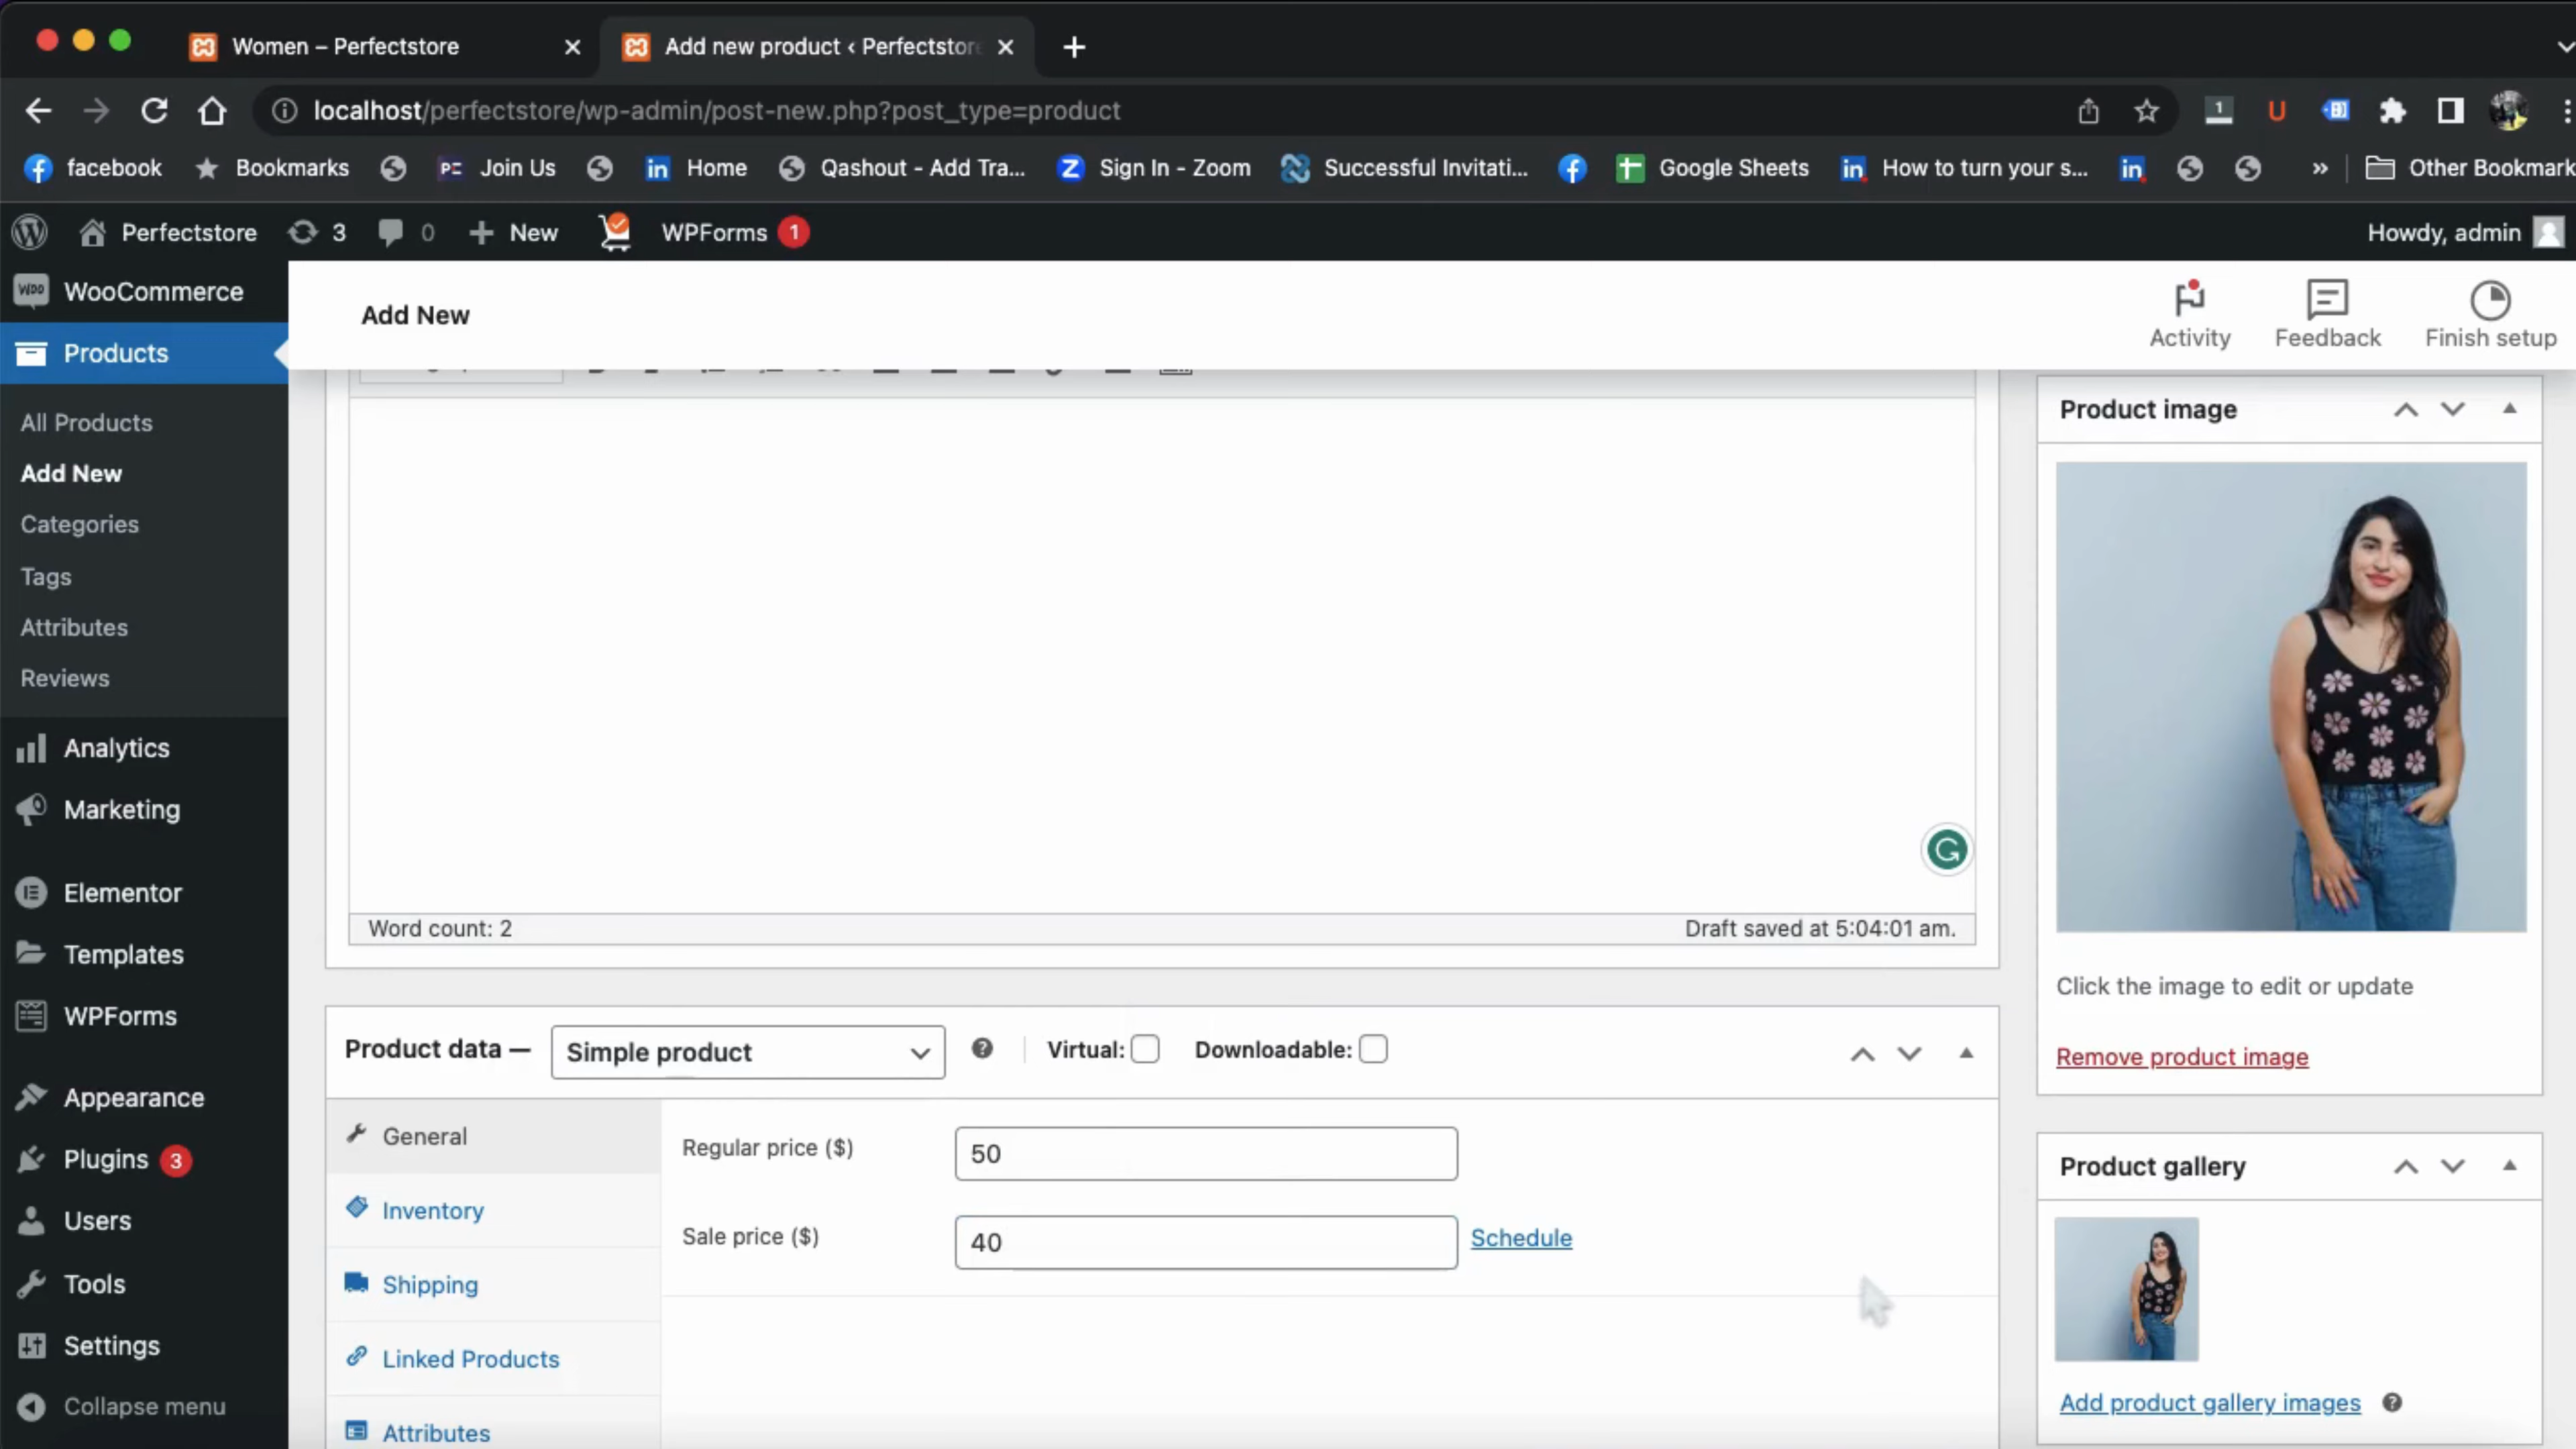 Women – Perfectstore
Add new product ‹ Perfectstore
localhost/perfectstore/wp-admin/post-new.php?post_type=product
1
U
facebook
Bookmarks
PE Join Us
in Home
Qashout - Add Tra...
Z Sign In - Zoom
Successful Invitati...
Google Sheets
in How to turn your s...
in
»
Other Bookmark
Perfectstore
3
0
+ New
WPForms 1
Howdy, admin
WooCommerce
Products
All Products
Add New
Categories
Tags
Attributes
Reviews
Analytics
Marketing
Elementor
Templates
WPForms
Appearance
Plugins 3
Users
Tools
Settings
Collapse menu
Add New
Activity
Feedback
Finish setup
Word count: 2
Draft saved at 5:04:01 am.
Product data —
Simple product
Virtual:
Downloadable:
General
Inventory
Shipping
Linked Products
Attributes
Regular price ($)
50
Sale price ($)
40
Schedule
Product image
Click the image to edit or update
Remove product image
Product gallery
Add product gallery images